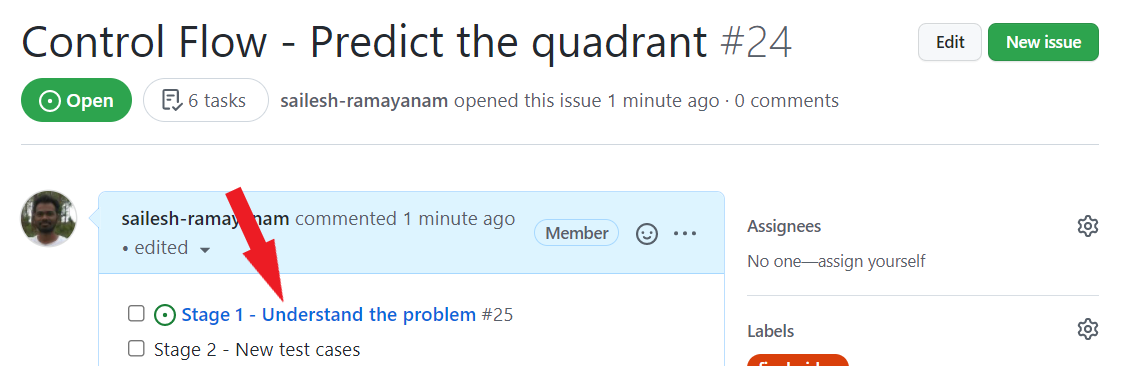 Control Flow - Predict the quadrant #24
Edit
New issue
Open
6 tasks
sailesh-ramayanam opened this issue 1 minute ago · 0 comments
sailesh-ramayanam commented 1 minute ago
• edited
Member
Assignees
No one—assign yourself
Stage 1 - Understand the problem #25
Stage 2 - New test cases
Labels